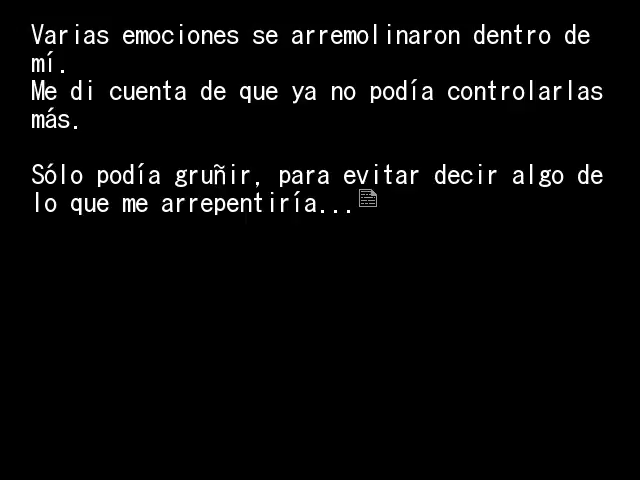 Varias emociones se arremolinaron dentro de
mí.
Me di cuenta de que ya no podía controlarlas
más.
Sólo podía gruñir, para evitar decir algo de
lo que me arrepentiría...